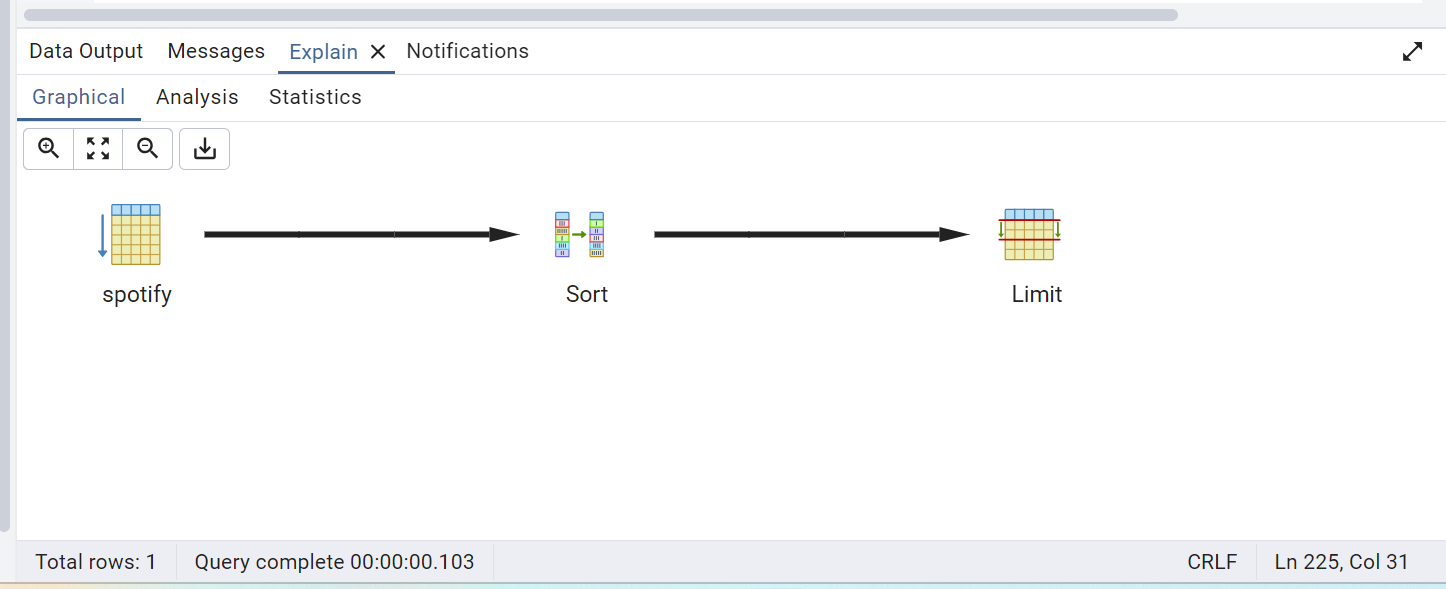 Data Output Messages Explain Notifications
Graphical Analysis Statistics
spotify Sort Limit
Total rows: 1 Query complete 00:00:00.103 CRLF Ln 225, Col 31